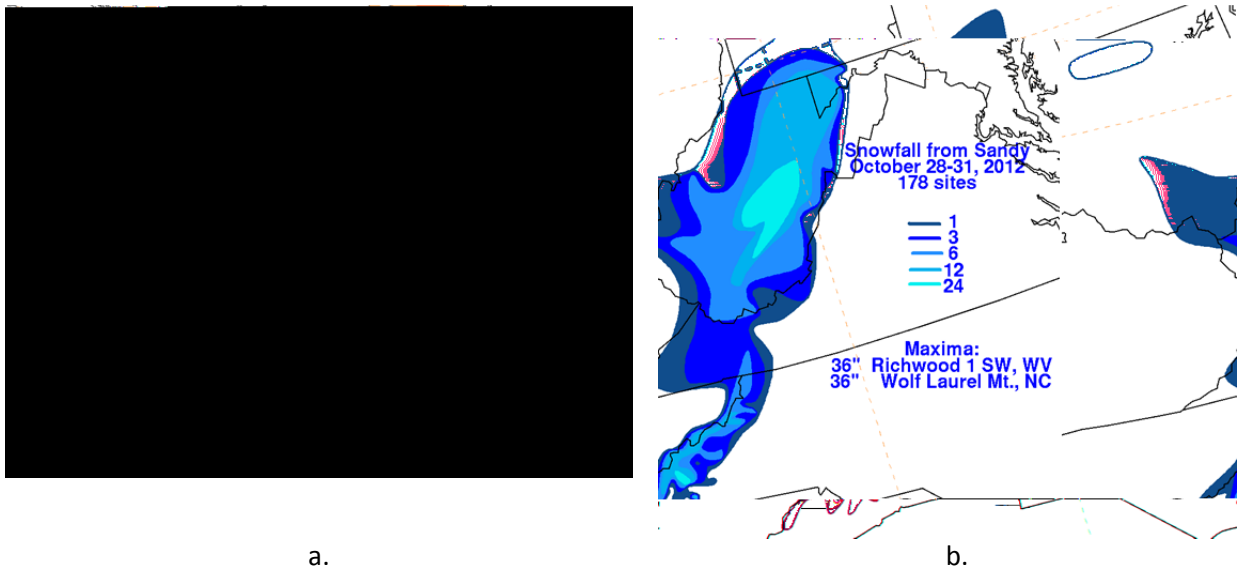 Snowfall from Sandy
October 28-31, 2012
178 sites
1
3
6
12
24
Maxima:
36" Richwood 1 SW, WV
36" Wolf Laurel Mt., NC
a.
b.